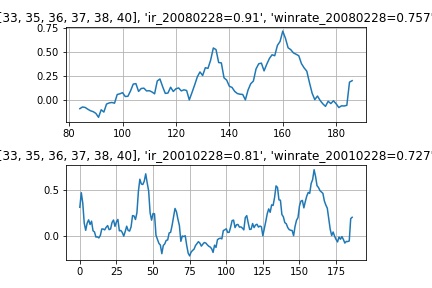 [33, 35, 36, 37, 38, 40], 'ir_20080228=0.91', 'winrate_20080228=0.757'
0.75
0.50
0.25
0.00
80 100 120 140 160 180
[33, 35, 36, 37, 38, 40], 'ir_20010228=0.81', 'winrate_20010228=0.727'
0.5
0.0
0 25 50 75 100 125 150 175